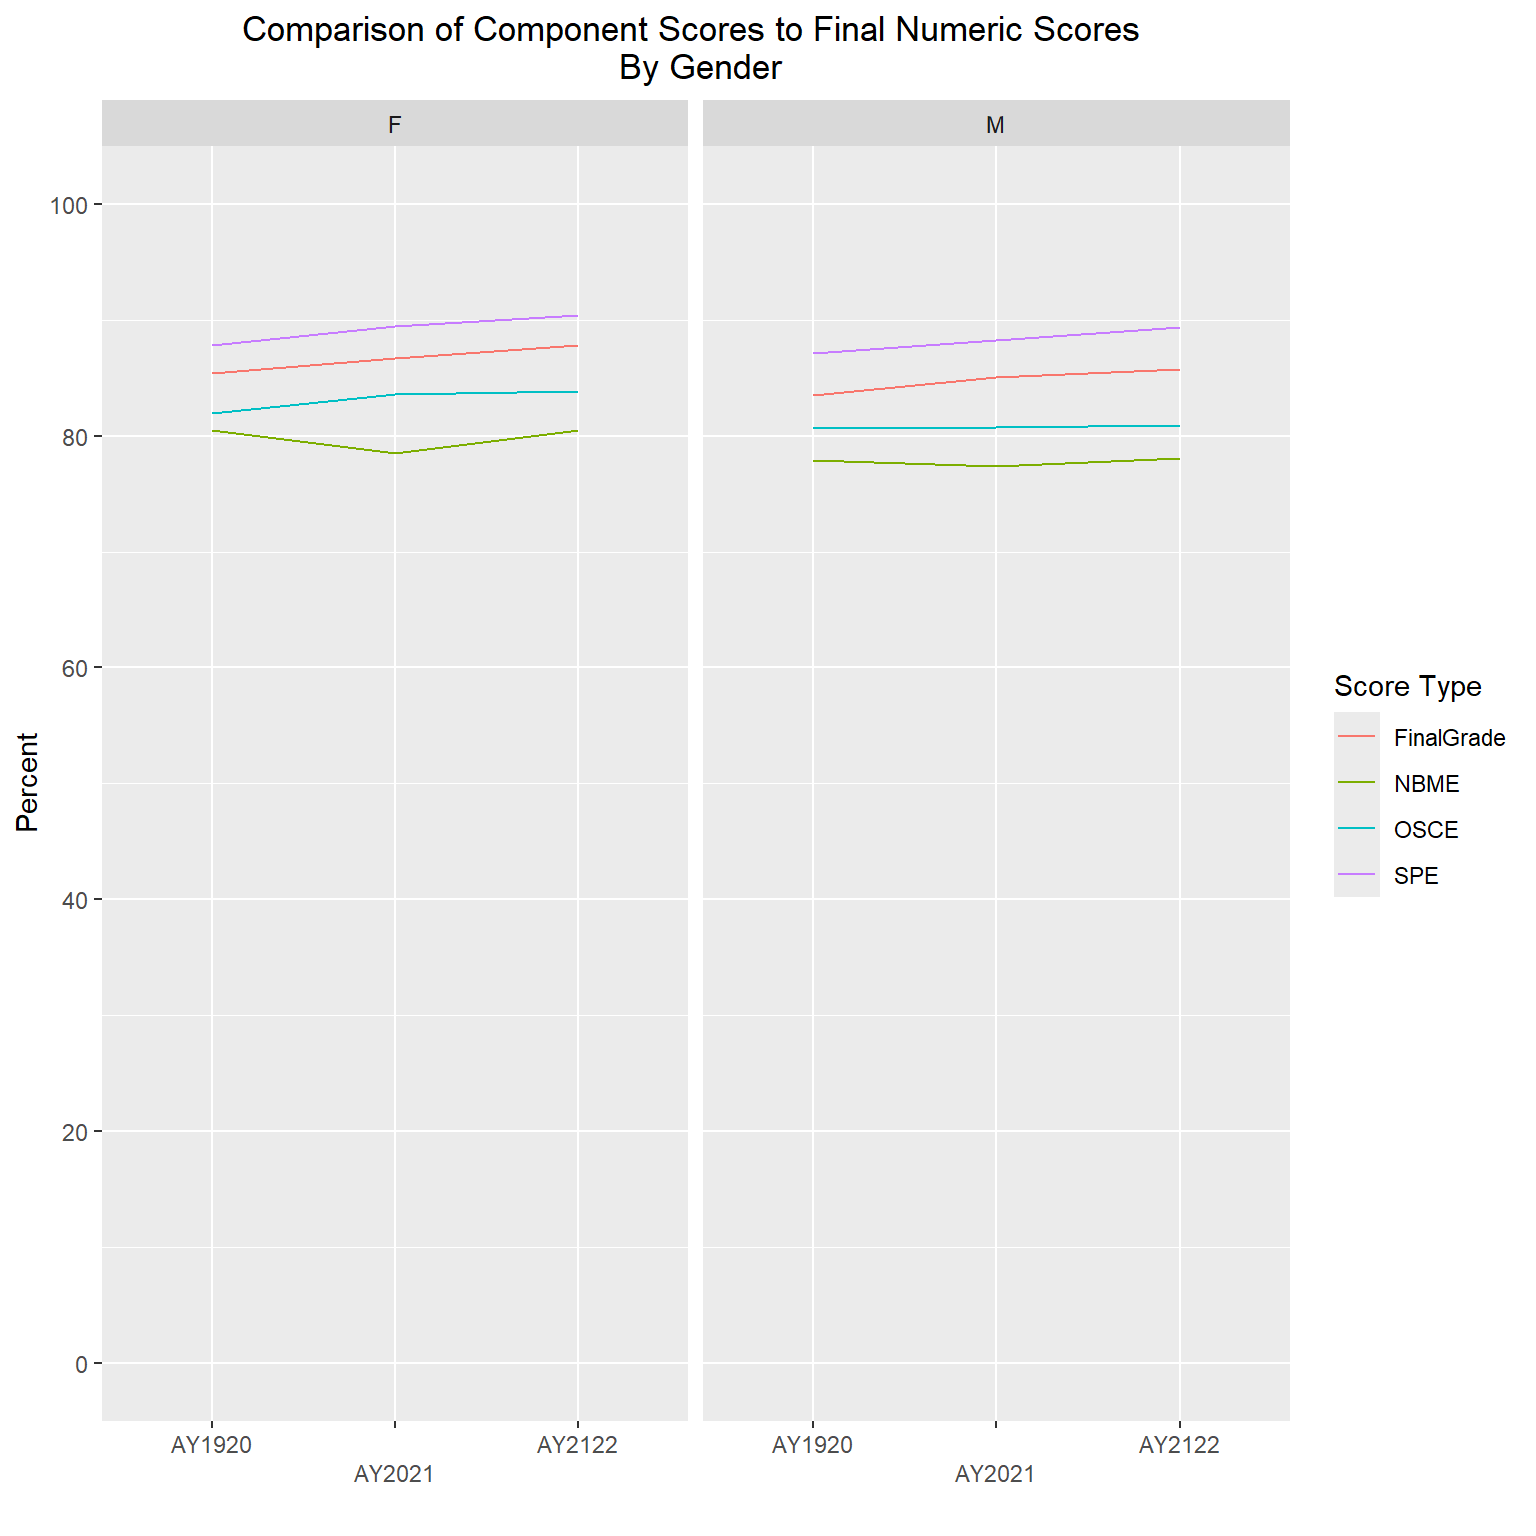 Comparison of Component Scores to Final Numeric Scores
By Gender
F
M
100
80
60
40
20
0
Percent
AY1920
AY2021
AY2122
AY1920
AY2021
AY2122
Score Type
FinalGrade
NBME
OSCE
SPE